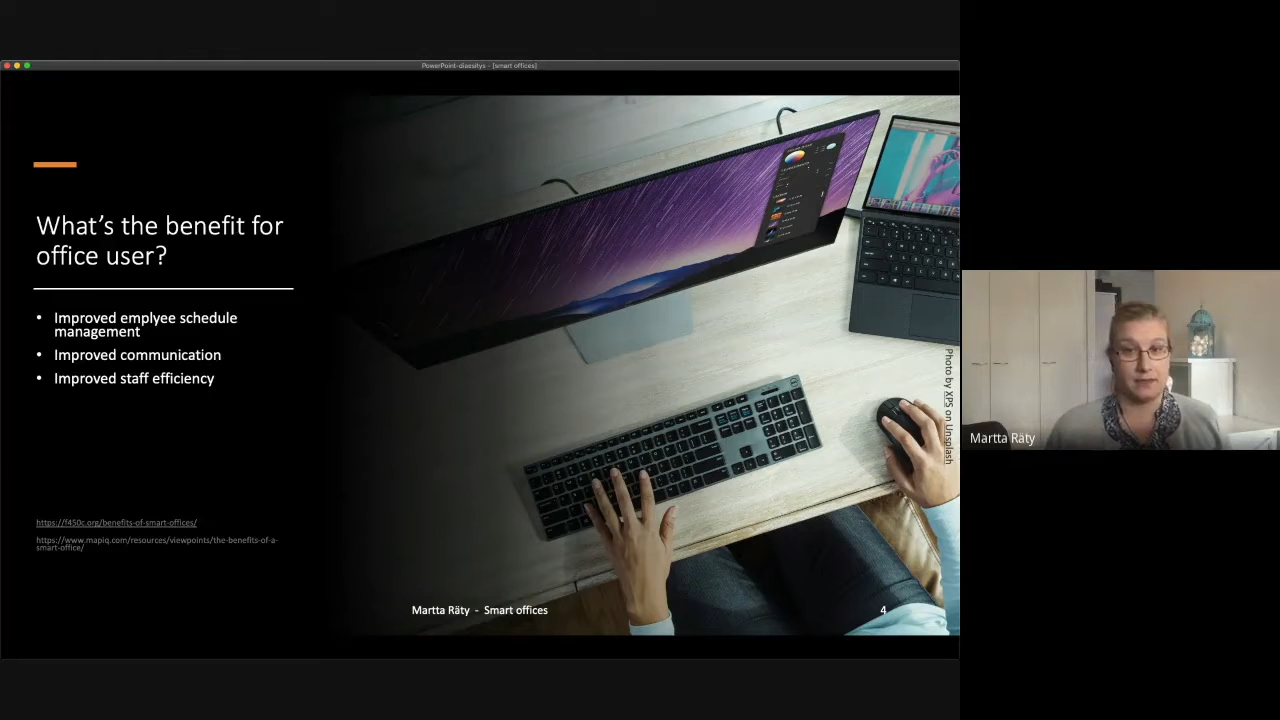 PowerPoint-diaesitys - [smart offices]
What's the benefit for
office user?
• Improved emplyee schedule
management
• Improved communication
• Improved staff efficiency
https://f450c.org/benefits-of-smart-offices/
https://www.mapiq.com/resources/viewpoints/the-benefits-of-a-
smart-office/
Photo by XPS on Unsplash
Martta Räty - Smart offices
4
Martta Räty